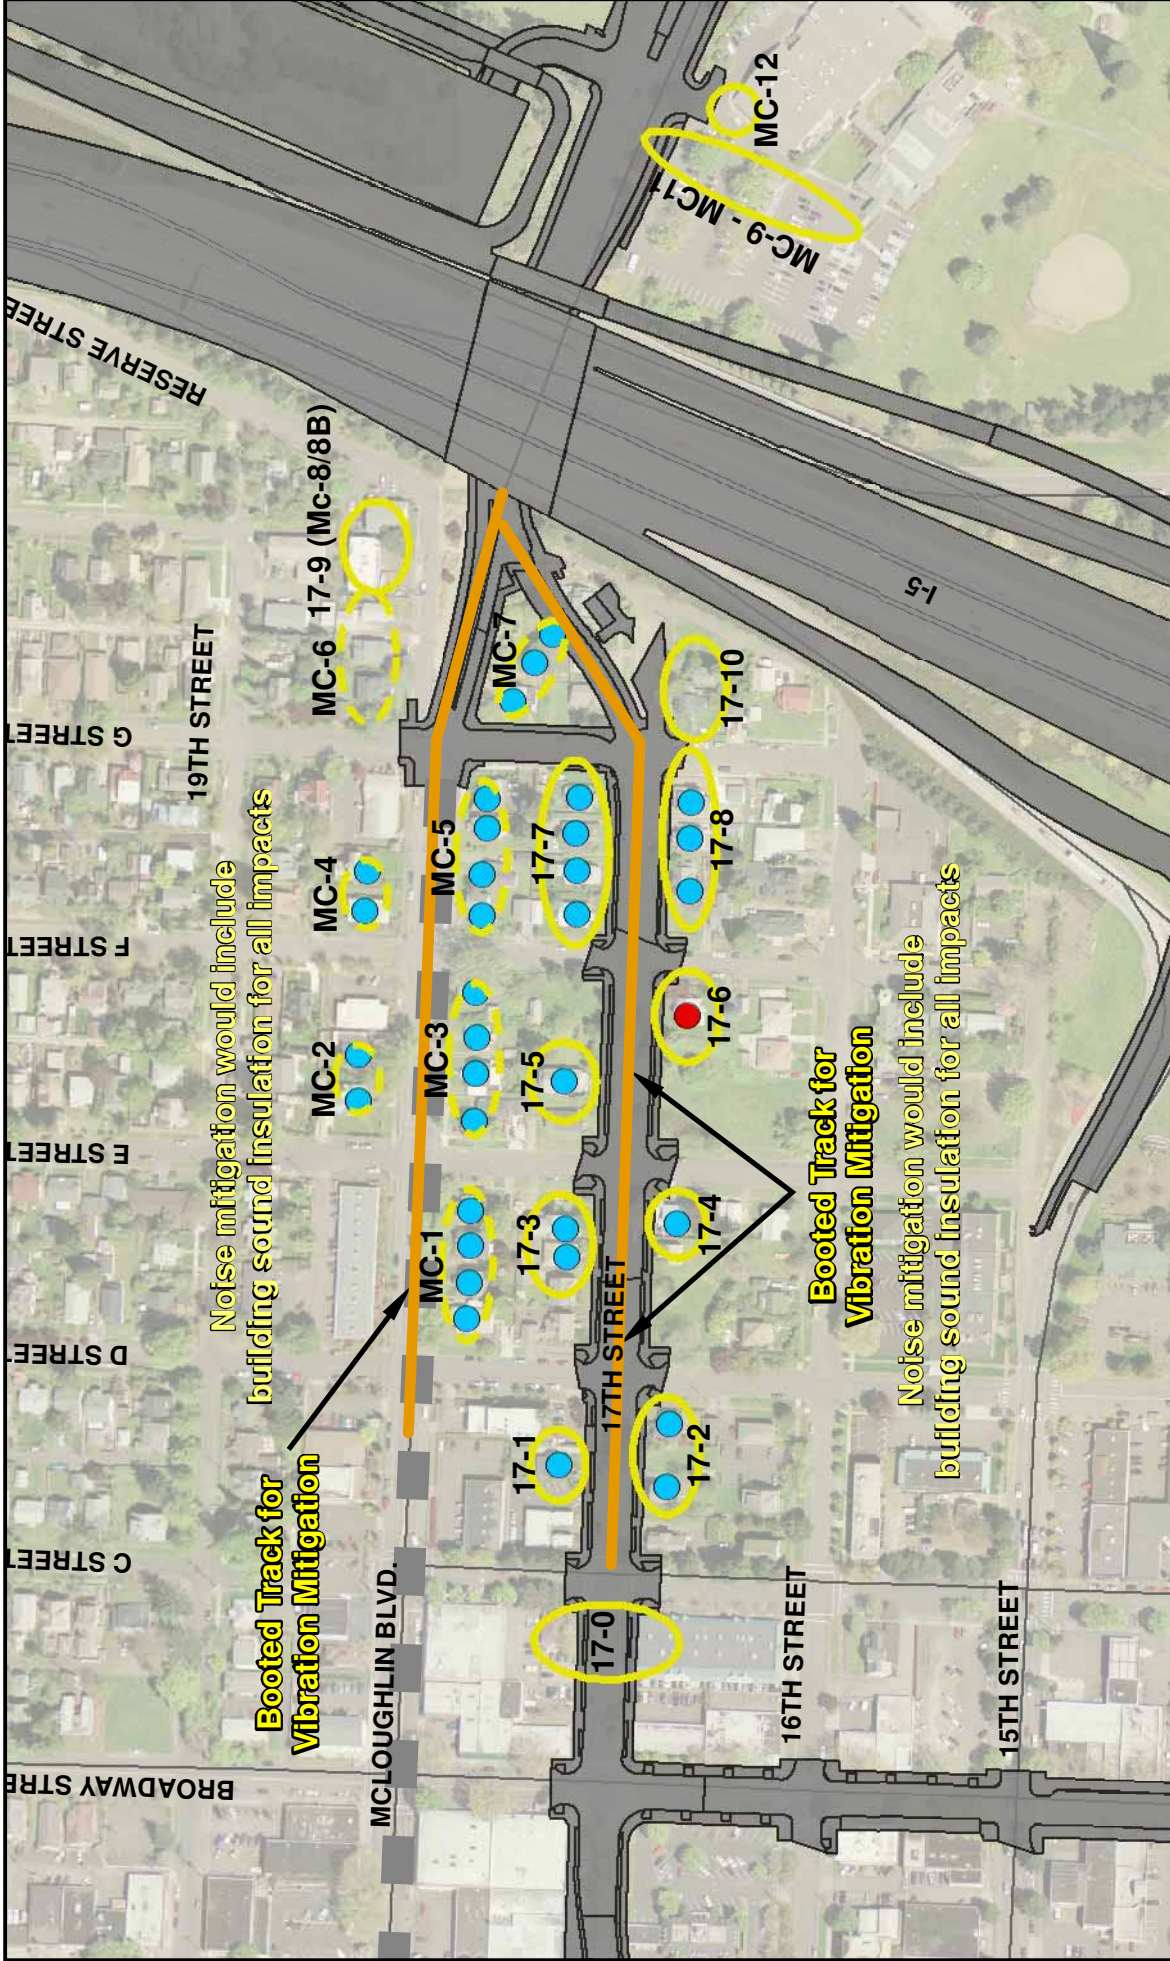 BROADWAY STRE
C STREET
D STREET
E STREET
F STREET
G STREET
RESERVE STREE
19TH STREET
Noise mitigation would include
building sound insulation for all impacts
Booted Track for
Vibration Mitigation
MC-2
MC-4
MC-6
17-9 (Mc-8/8B)
MCLOUGHLIN BLVD.
MC-1
MC-3
MC-5
MC-7
17-1
17-3
17-5
17-7
17-0
17TH STREET
17-2
17-4
17-6
17-8
17-10
MC-9 - MC11
MC-12
I-5
16TH STREET
Booted Track for
Vibration Mitigation
Noise mitigation would include
building sound insulation for all impacts
15TH STREET